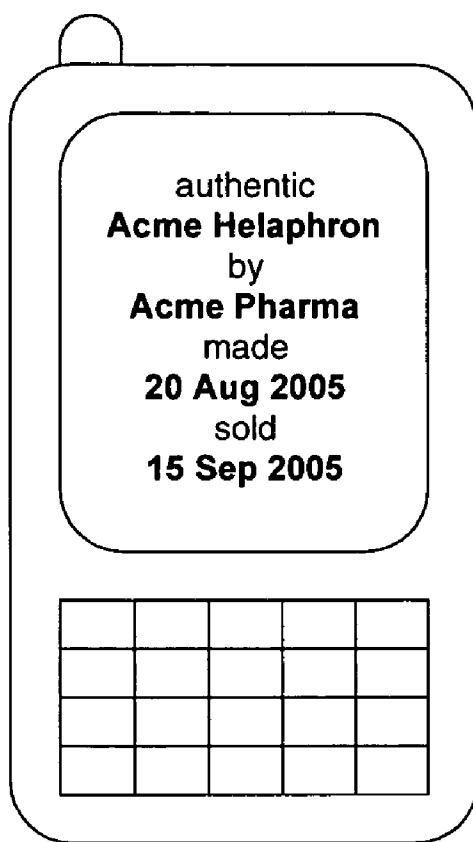 authentic
Acme Helaphron
by
Acme Pharma
made
20 Aug 2005
sold
15 Sep 2005